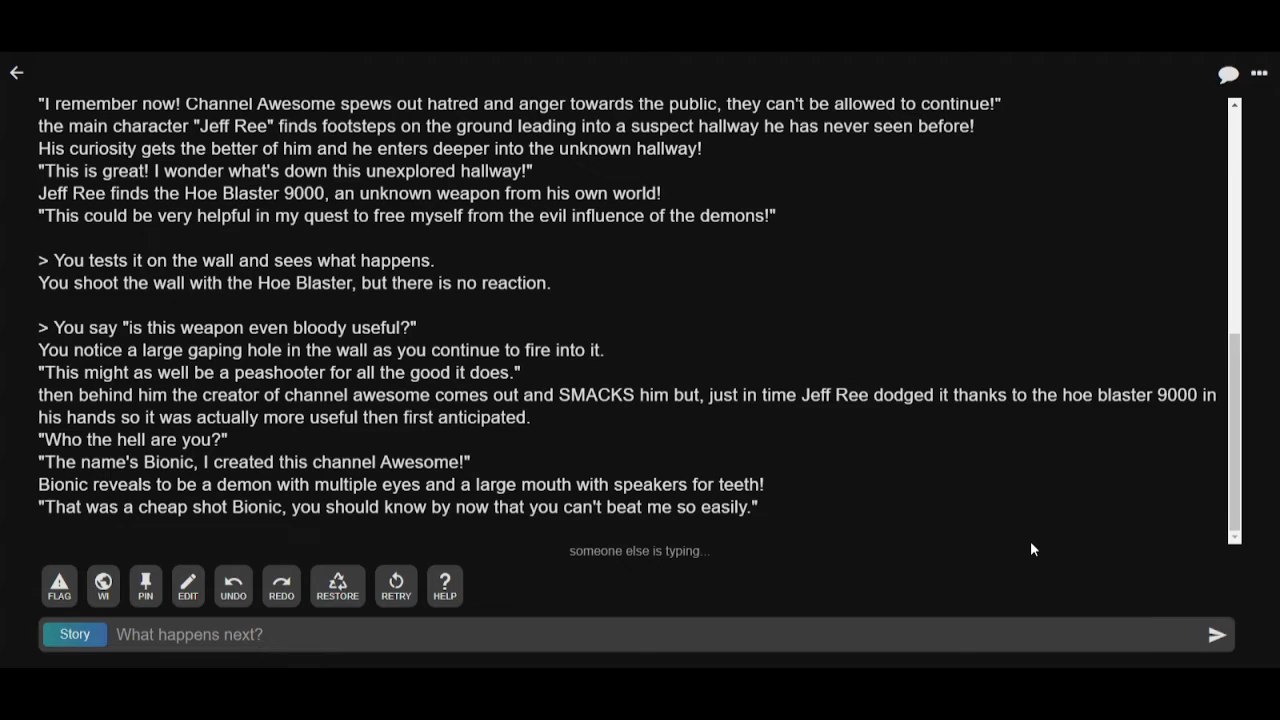 "I remember now! Channel Awesome spews out hatred and anger towards the public, they can't be allowed to continue!"
the main character "Jeff Ree" finds footsteps on the ground leading into a suspect hallway he has never seen before!
His curiosity gets the better of him and he enters deeper into the unknown hallway!
"This is great! I wonder what's down this unexplored hallway!"
Jeff Ree finds the Hoe Blaster 9000, an unknown weapon from his own world!
"This could be very helpful in my quest to free myself from the evil influence of the demons!"
> You tests it on the wall and sees what happens.
You shoot the wall with the Hoe Blaster, but there is no reaction.
> You say "is this weapon even bloody useful?"
You notice a large gaping hole in the wall as you continue to fire into it.
"This might as well be a peashooter for all the good it does."
then behind him the creator of channel awesome comes out and SMACKS him but, just in time Jeff Ree dodged it thanks to the hoe blaster 9000 in
his hands so it was actually more useful then first anticipated.
"Who the hell are you?"
"The name's Bionic, I created this channel Awesome!"
Bionic reveals to be a demon with multiple eyes and a large mouth with speakers for teeth!
"That was a cheap shot Bionic, you should know by now that you can't beat me so easily."
someone else is typing...
FLAG WI PIN EDIT UNDO REDO RESTORE RETRY HELP
Story What happens next?